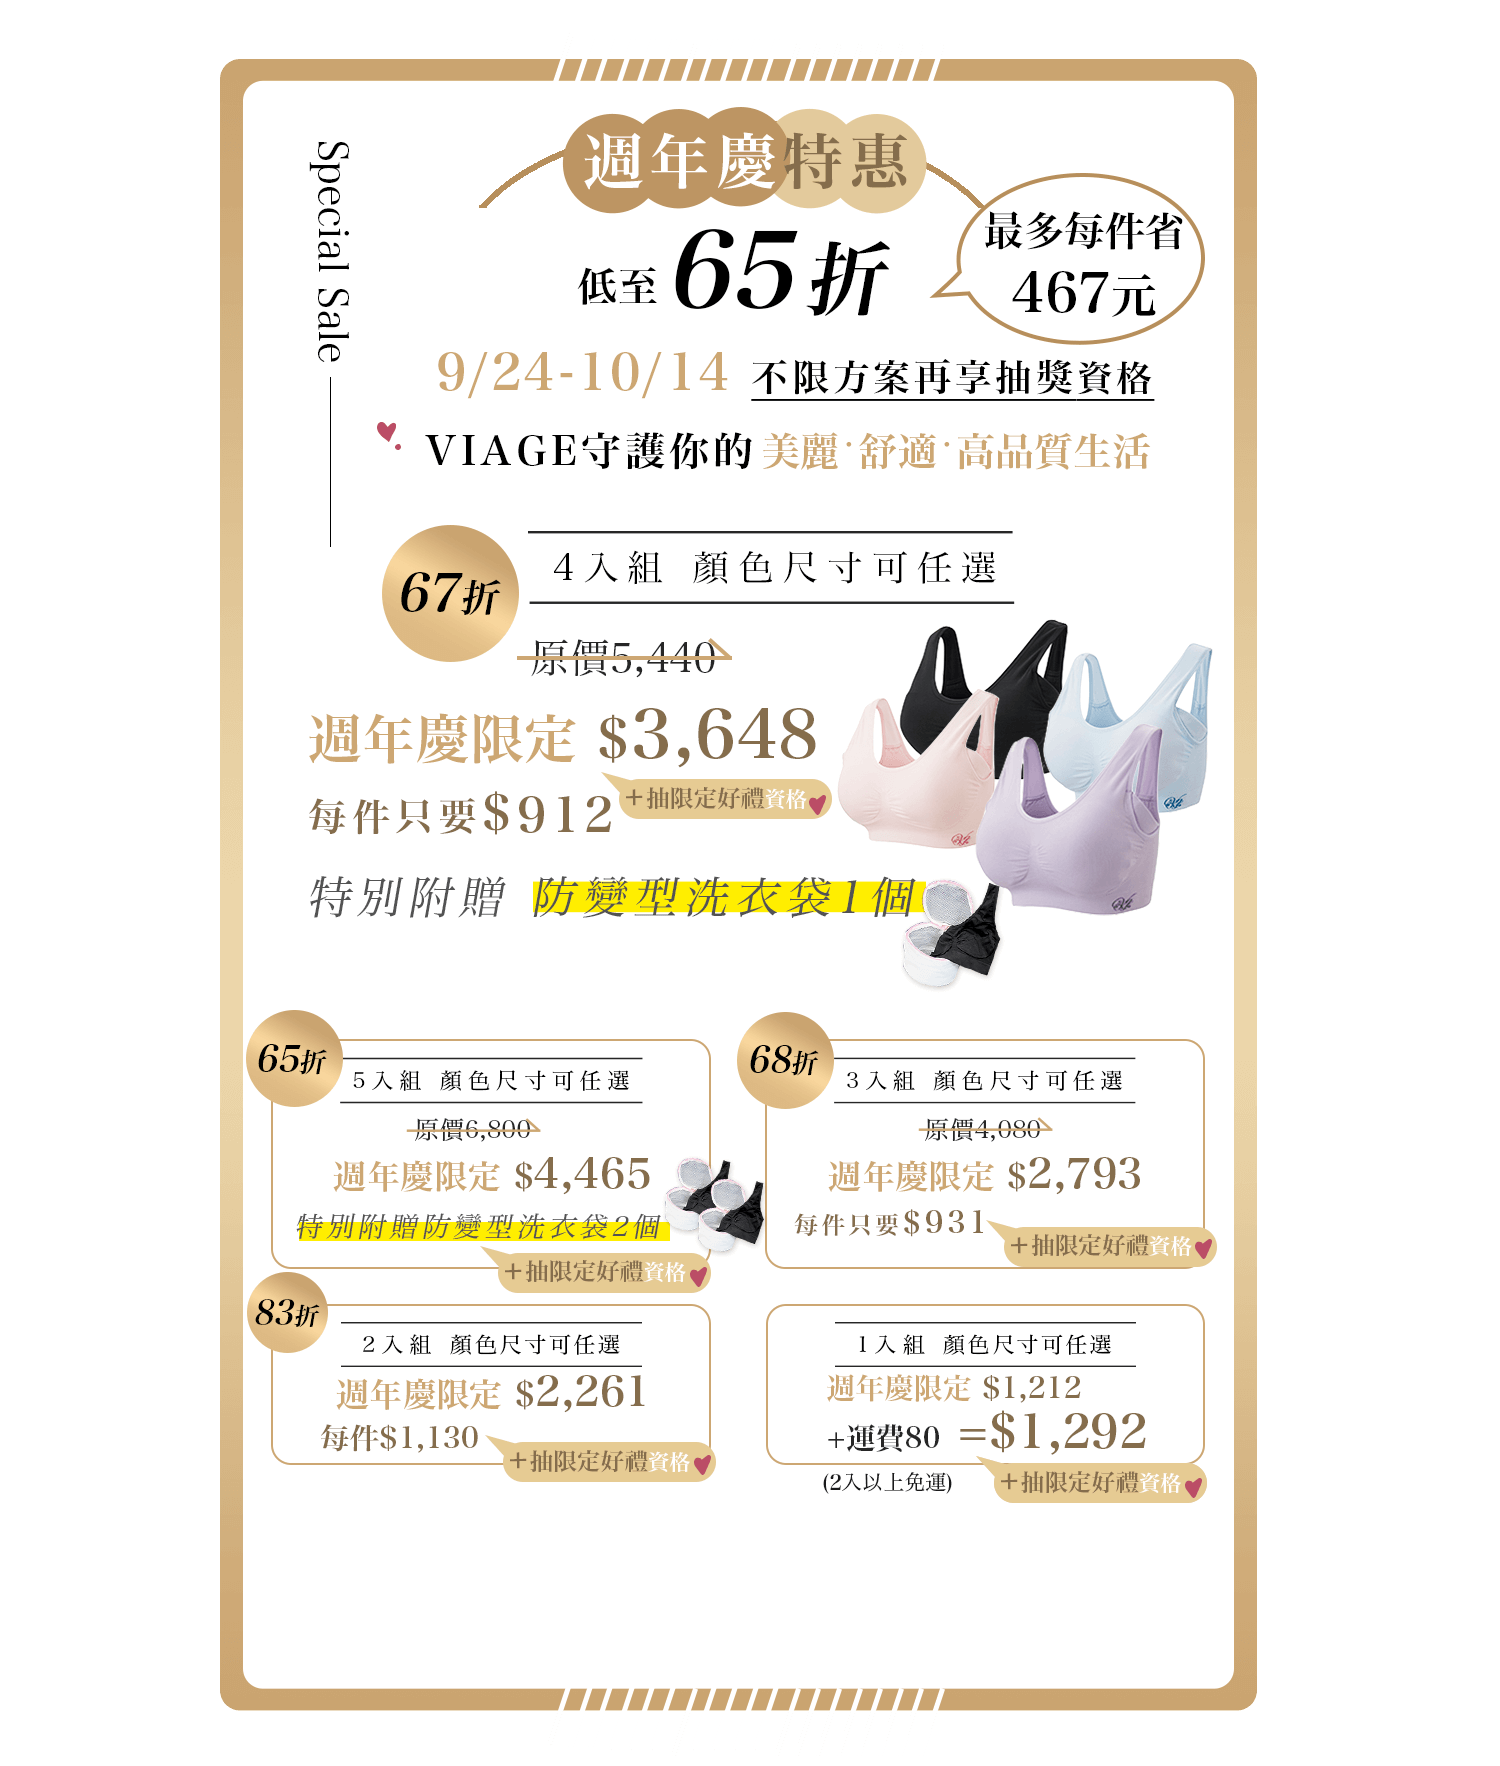 Special Sale
週年慶特惠
低至65折
最多每件省
467元
9/24-10/14 不限方案再享抽獎資格
VIAGE守護你的 美麗·舒適·高品質生活
67折
4入組 顏色尺寸可任選
原價5,440
週年慶限定 $3,648
每件只要$912
+抽限定好禮資格
特別附贈 防變型洗衣袋1個
65折
5入組 顏色尺寸可任選
原價6,800
週年慶限定 $4,465
特別附贈防變型洗衣袋2個
+抽限定好禮資格
68折
3入組 顏色尺寸可任選
原價4,080
週年慶限定 $2,793
每件只要$931
+抽限定好禮資格
83折
2入組 顏色尺寸可任選
週年慶限定 $2,261
每件$1,130
+抽限定好禮資格
1入組 顏色尺寸可任選
週年慶限定 $1,212
+運費80 =$1,292
(2入以上免運)
+抽限定好禮資格